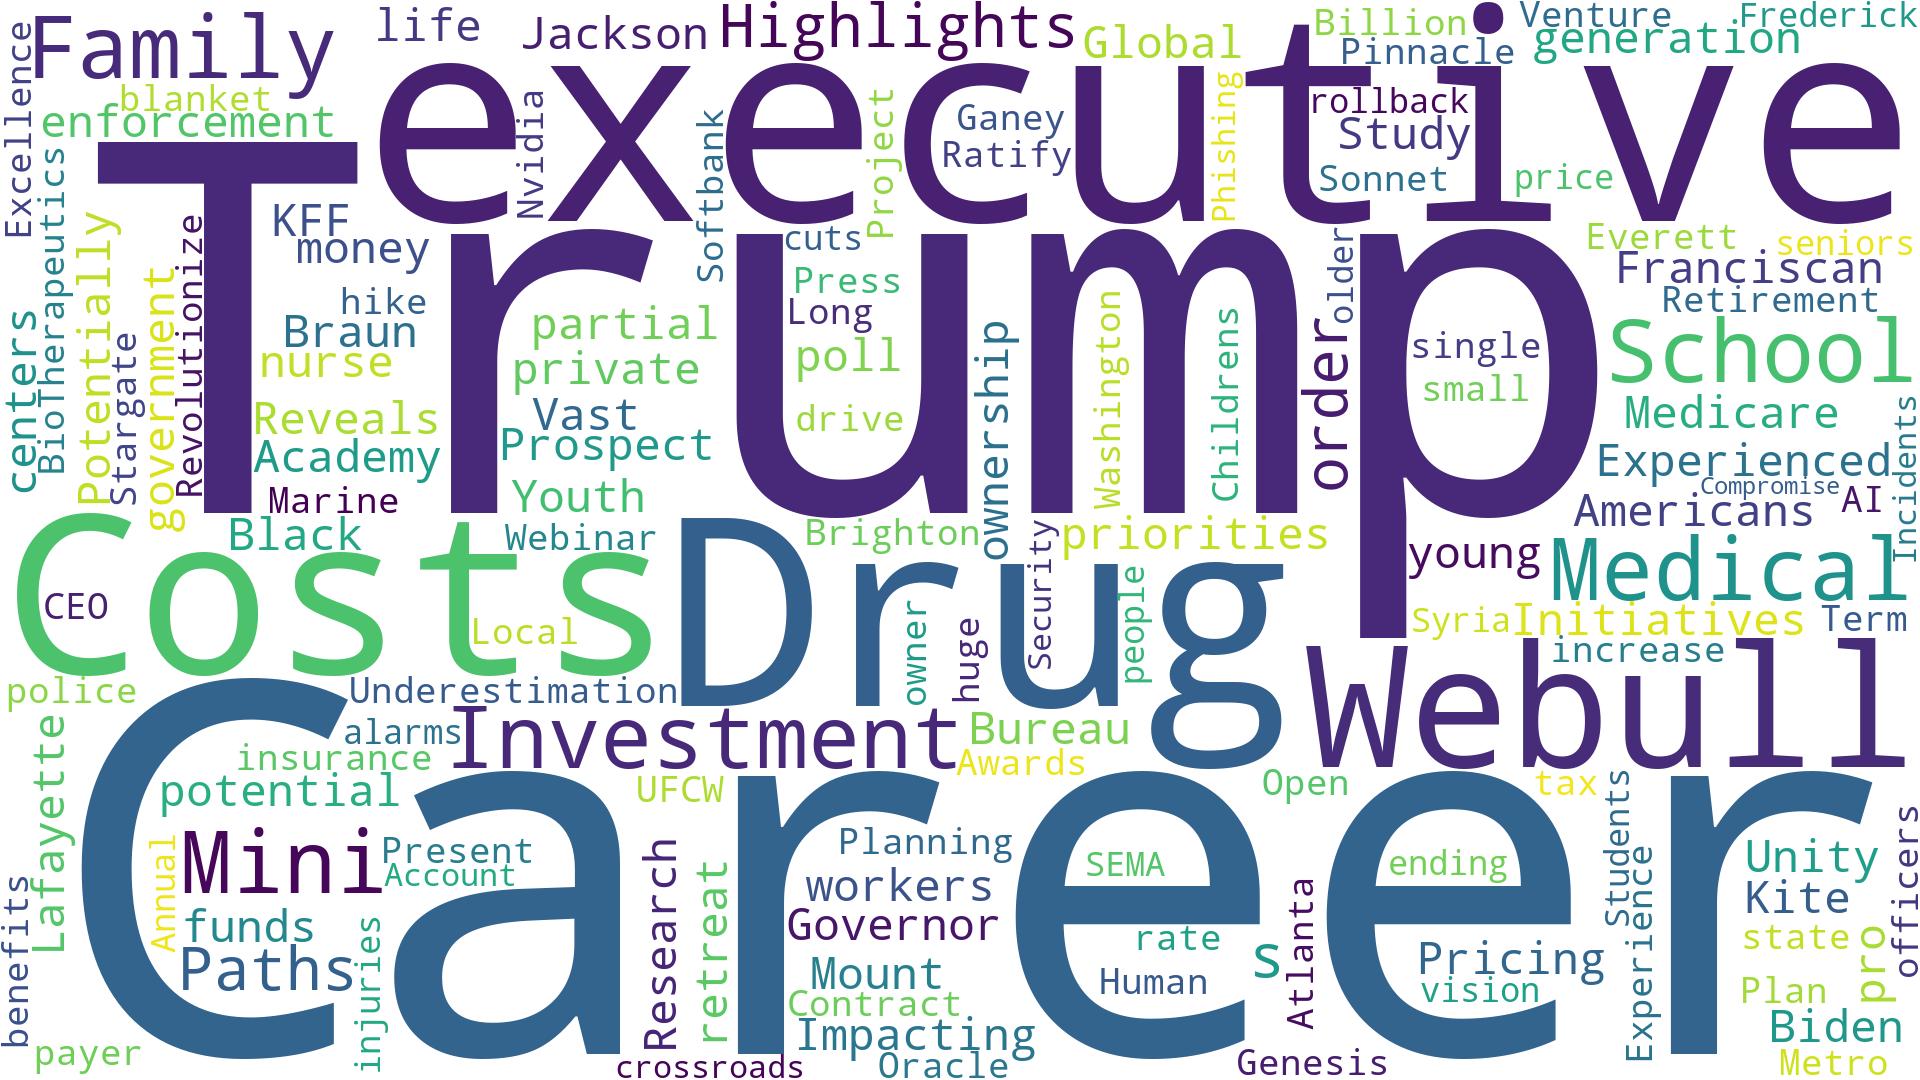 Family
life
Jackson
Highlights
Global
Billion
Venture
Frederick
Pinnacle
generation
Excellence
blanket
enforcement
executive
Nvidia
Softbank
Project
Ganey
Ratify
Phishing
rollback
Study
Sonnet
price
Trump
KFF
money
hike
Braun
nurse
Reveals
Academy
Marine
Black
centers
BioTherapeutics
Potentially
Stargate
government
Revolutionize
partial
private
Vast
Prospect
Youth
Webinar
cuts
Press
Long
poll
drive
Brighton
ownership
Washington
Childrens
order
older
single
small
Everett
seniors
Franciscan
Retirement
School
Medicare
Experienced
Compromise
Americans
AI
Incidents
priorities
young
Medical
Syria
Initiatives
Term
increase
Costs
CEO
Local
Drug
owner
huge
Security
people
Webull
police
Underestimation
alarms
Investment
insurance
Bureau
Awards
potential
UFCW
Open
tax
Career
Lafayette
benefits
payer
Annual
Mini
Present
Account
funds
Paths
injuries
Research
retreat
crossroads
Planning
workers
Governor
Mount
Contract
Impacting
Oracle
SEMA
rate
Human
s
Atlanta
Genesis
ending
Pricing
vision
Students
Experience
Unity
Kite
state
pro
officers
Plan
Biden
Metro